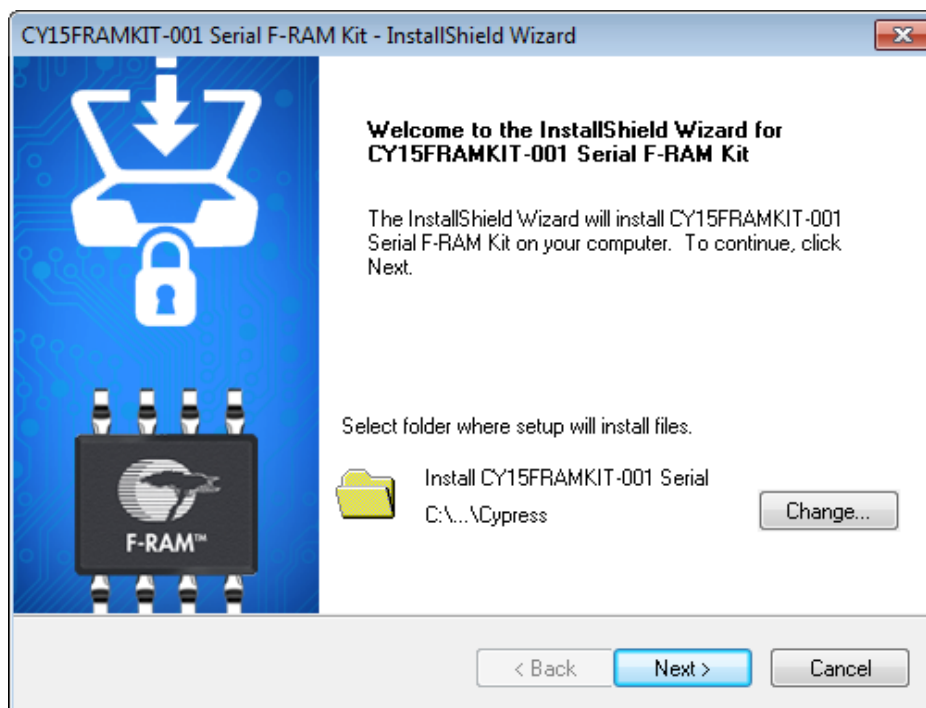 CY15FRAMKIT-001 Serial F-RAM Kit - InstallShield Wizard
Welcome to the InstallShield Wizard for
CY15FRAMKIT-001 Serial F-RAM Kit
The InstallShield Wizard will install CY15FRAMKIT-001
Serial F-RAM Kit on your computer.  To continue, click
Next.
Select folder where setup will install files.
Install CY15FRAMKIT-001 Serial
C:\...\Cypress
Change...
F-RAM™
< Back
Next >
Cancel